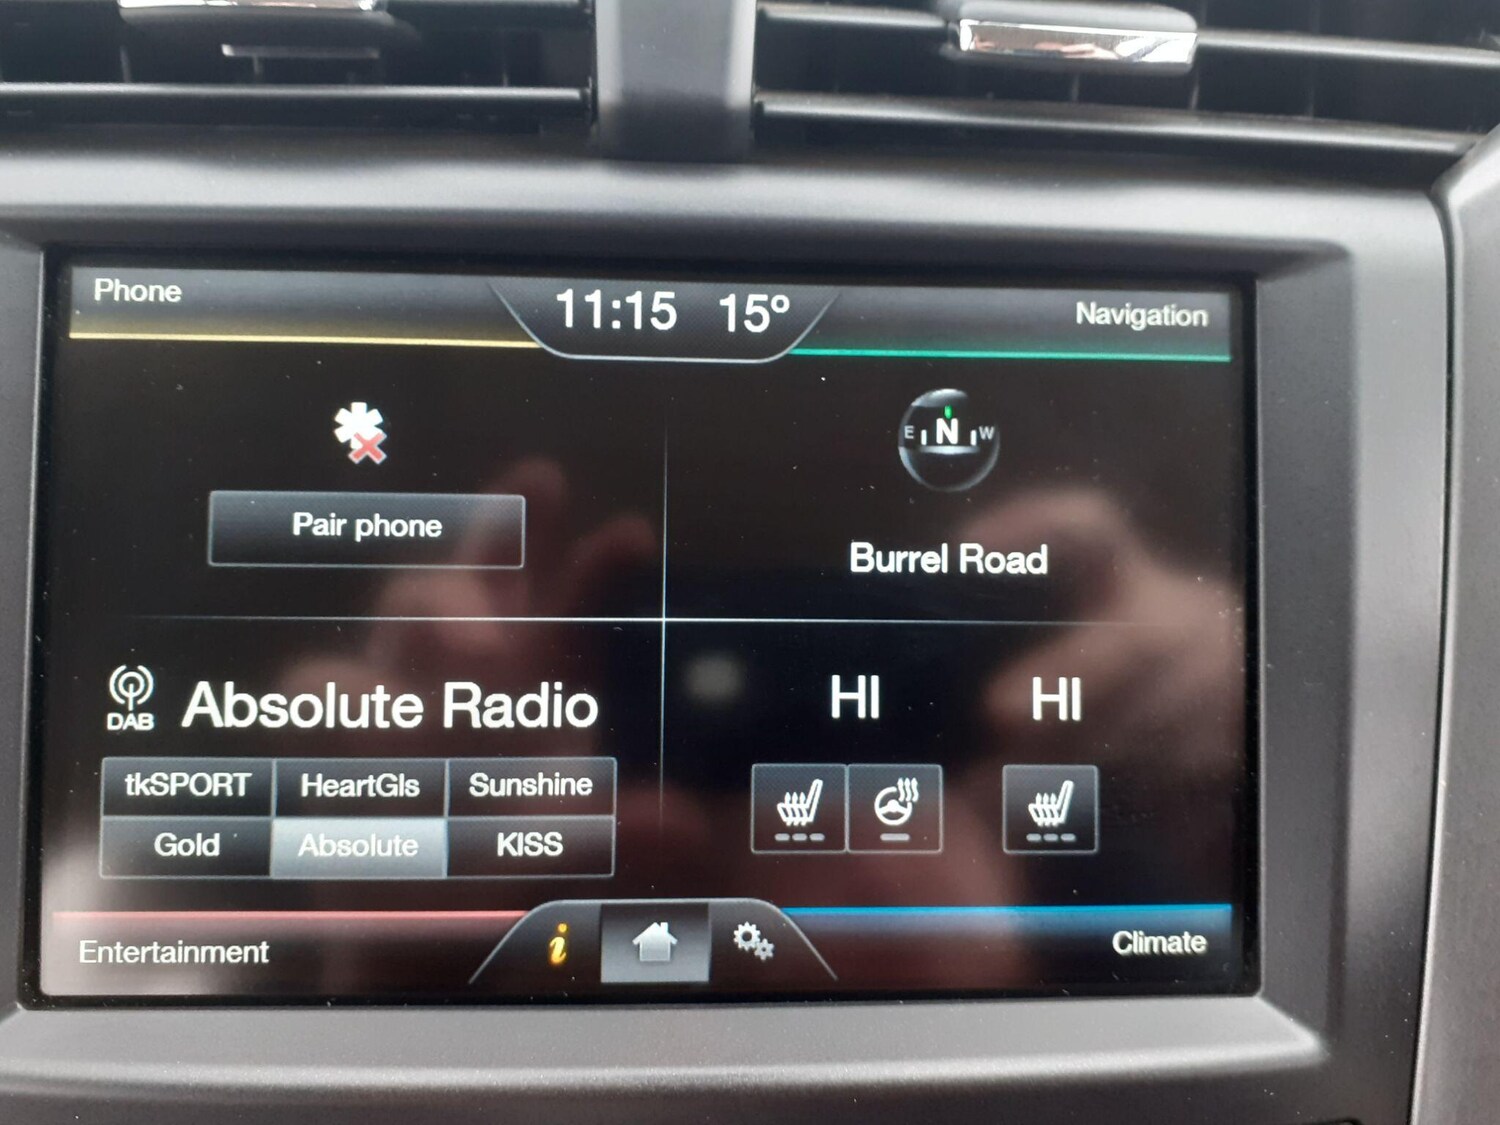 Phone
11:15 15°
Navigation
E N W
Pair phone
Burrel Road
DAB
Absolute Radio
tkSPORT HeartGls Sunshine
Gold Absolute KISS
HI HI
Entertainment
i
Climate